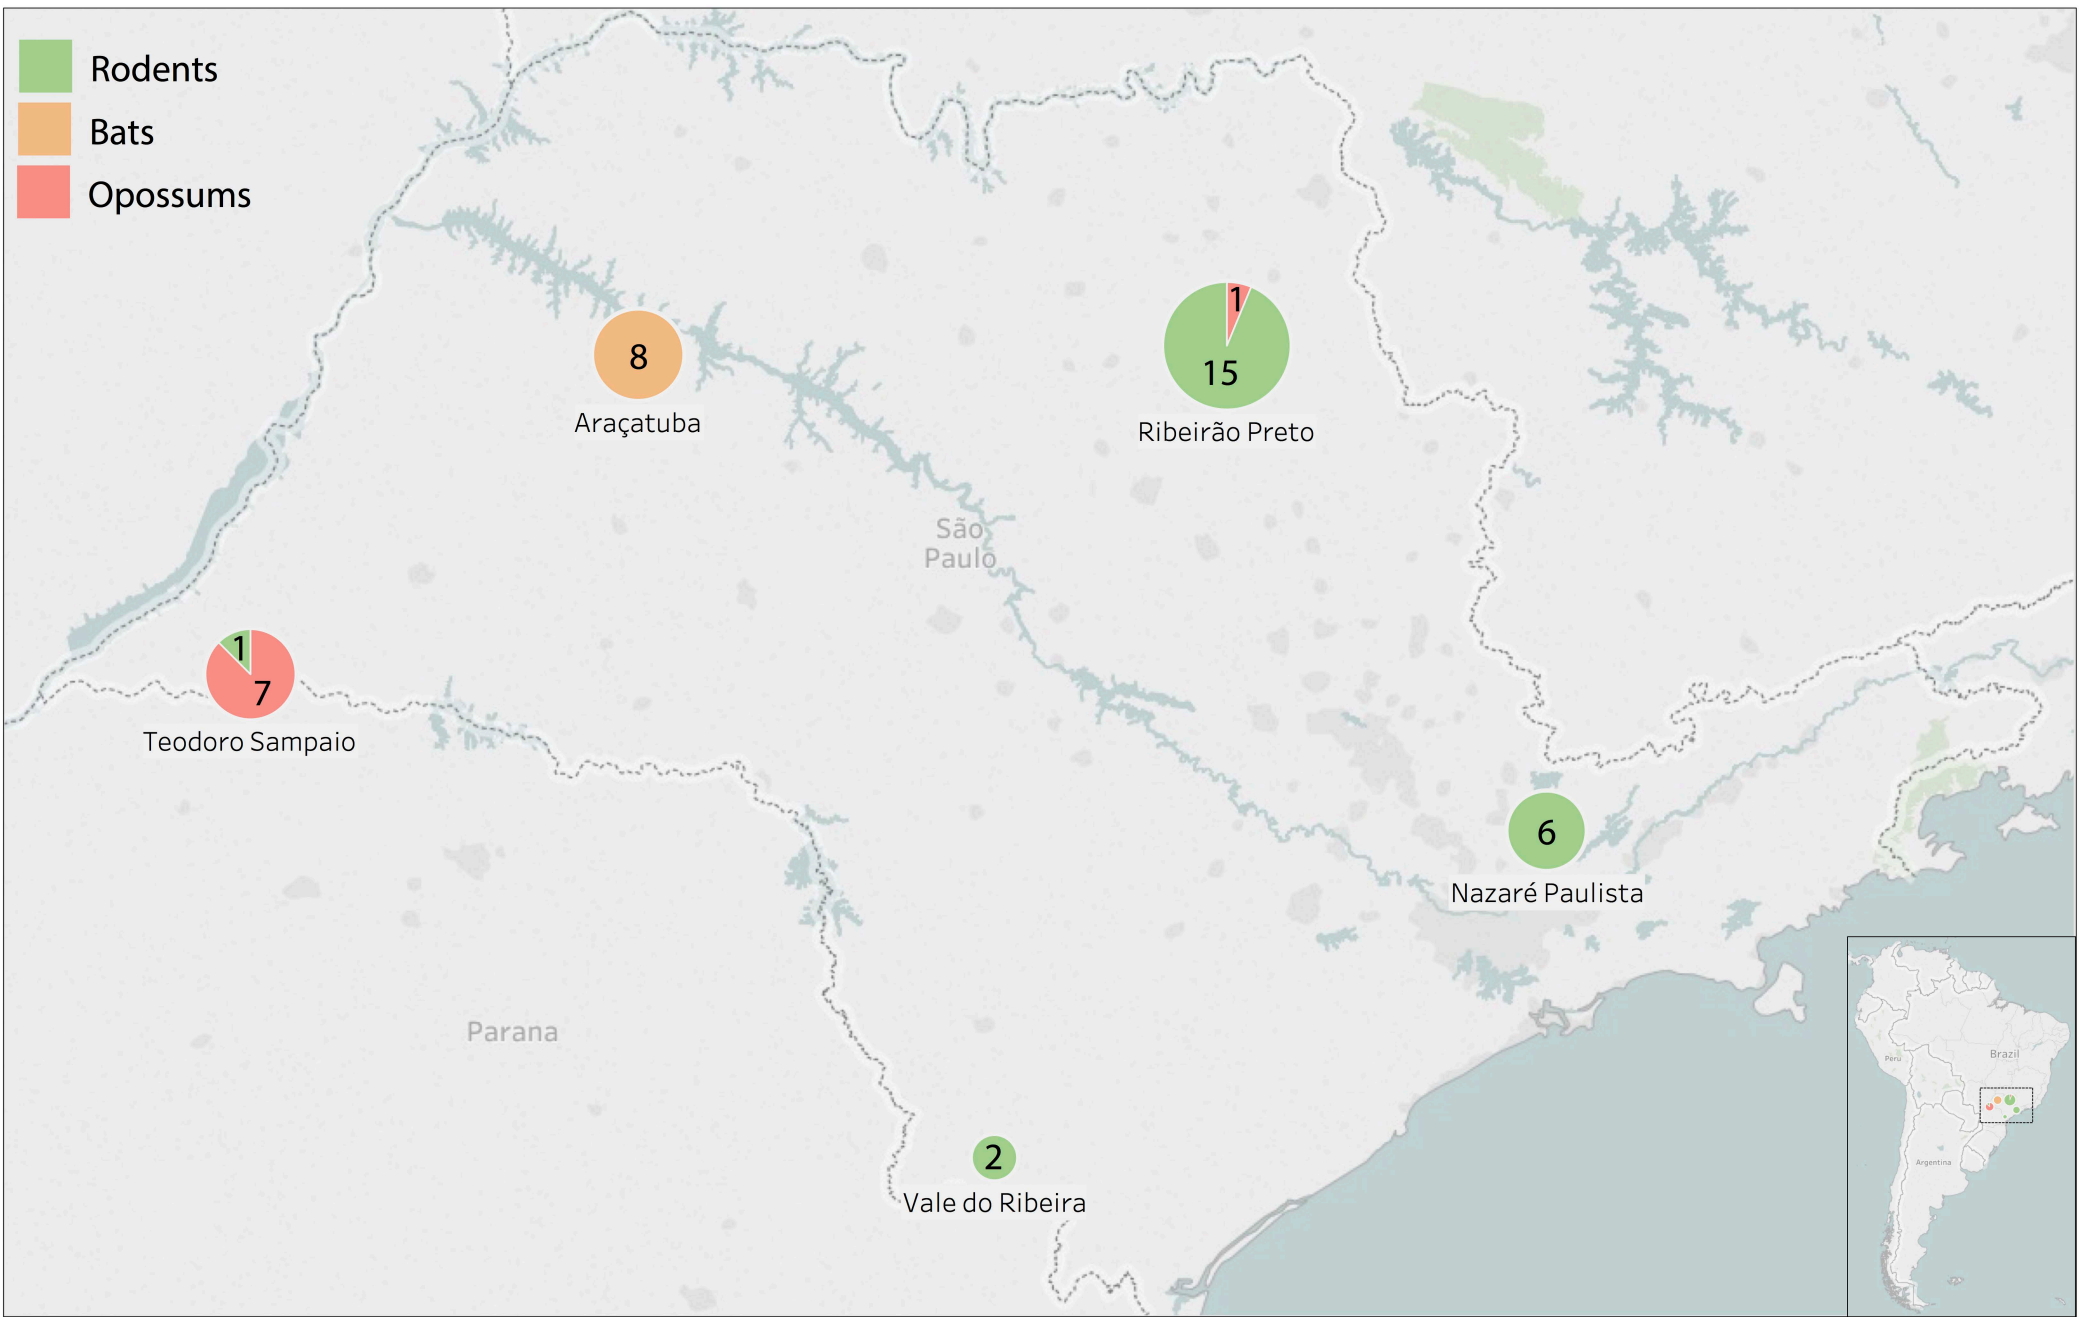 Rodents
Bats
Opossums
1
15
Ribeirão Preto
8
Araçatuba
São
Paulo
1
7
Teodoro Sampaio
6
Nazaré Paulista
Parana
2
Vale do Ribeira
Brazil
Peru
Argentina